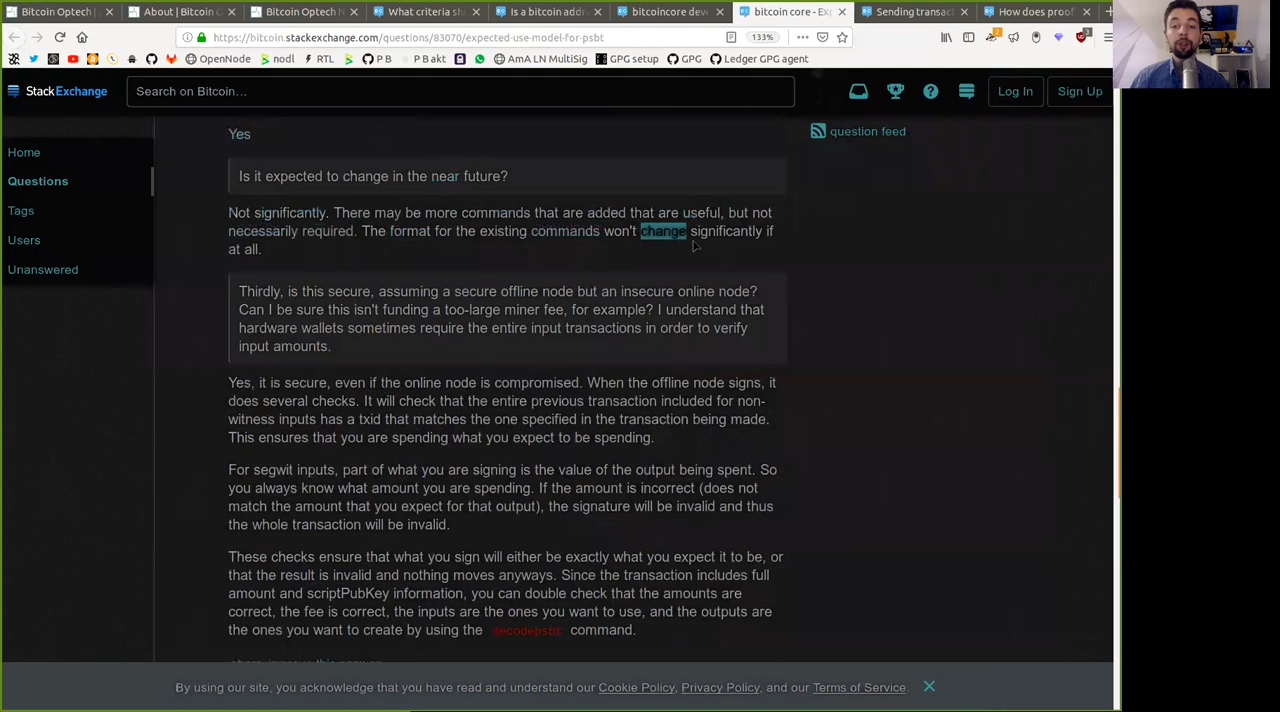 Bitcoin Optech |
About | Bitcoin O
Bitcoin Optech N
What criteria sh
Is a bitcoin addr
bitcoincore dev
bitcoin core - Exp
Sending transac
How does proof
https://bitcoin.stackexchange.com/questions/83070/expected-use-model-for-psbt
133%
OpenNode
nodl
RTL
P B
P B akt
AmA LN MultiSig
GPG setup
GPG
Ledger GPG agent
StackExchange
Search on Bitcoin…
Log In
Sign Up
Home
Questions
Tags
Users
Unanswered
question feed
Yes
Is it expected to change in the near future?
Not significantly. There may be more commands that are added that are useful, but not
necessarily required. The format for the existing commands won't change significantly if
at all.
Thirdly, is this secure, assuming a secure offline node but an insecure online node?
Can I be sure this isn't funding a too-large miner fee, for example? I understand that
hardware wallets sometimes require the entire input transactions in order to verify
input amounts.
Yes, it is secure, even if the online node is compromised. When the offline node signs, it
does several checks. It will check that the entire previous transaction included for non-
witness inputs has a txid that matches the one specified in the transaction being made.
This ensures that you are spending what you expect to be spending.
For segwit inputs, part of what you are signing is the value of the output being spent. So
you always know what amount you are spending. If the amount is incorrect (does not
match the amount that you expect for that output), the signature will be invalid and thus
the whole transaction will be invalid.
These checks ensure that what you sign will either be exactly what you expect it to be, or
that the result is invalid and nothing moves anyways. Since the transaction includes full
amount and scriptPubKey information, you can double check that the amounts are
correct, the fee is correct, the inputs are the ones you want to use, and the outputs are
the ones you want to create by using the decodepsbt command.
share improve this answer
By using our site, you acknowledge that you have read and understand our Cookie Policy, Privacy Policy, and our Terms of Service.